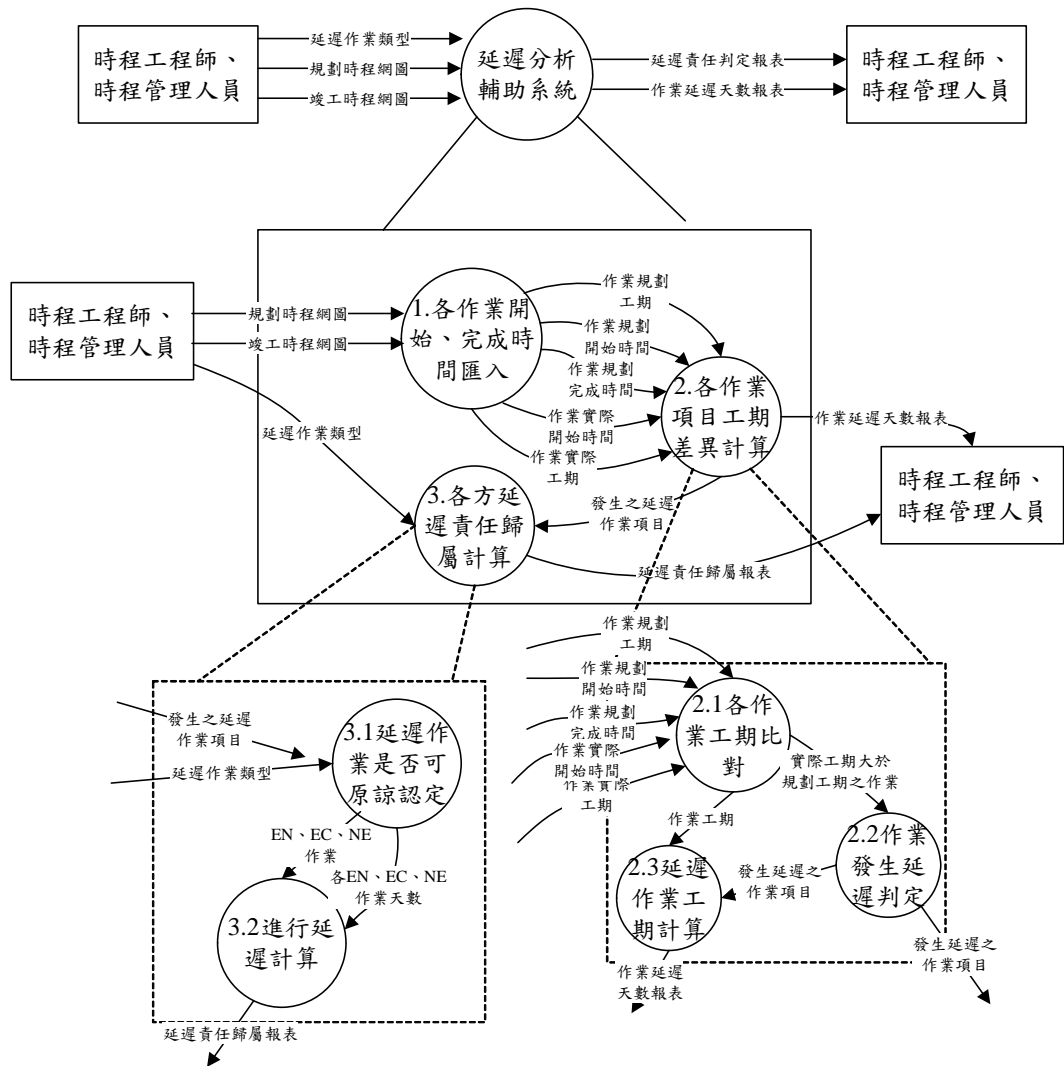 時程工程師、
時程管理人員
延遲作業類型
規劃時程網圖
竣工時程網圖
延遲分析
輔助系統
延遲責任判定報表
作業延遲天數報表
時程工程師、
時程管理人員
時程工程師、
時程管理人員
規劃時程網圖
竣工時程網圖
延遲作業類型
1.各作業開
始、完成時
間匯入
作業規劃
工期
作業規劃
開始時間
作業規劃
完成時間
作業實際
開始時間
作業實際
工期
2.各作業
項目工期
差異計算
作業延遲天數報表
時程工程師、
時程管理人員
發生之延遲
作業項目
3.各方延
遲責任歸
屬計算
延遲責任歸屬報表
發生之延遲
作業項目
延遲作業類型
3.1延遲作
業是否可
原諒認定
EN、EC、NE
作業
各EN、EC、NE
作業天數
3.2進行延
遲計算
延遲責任歸屬報表
作業規劃
工期
作業規劃
開始時間
作業規劃
完成時間
作業實際
開始時間
作業實際
工期
2.1各作
業工期比
對
實際工期大於
規劃工期之作業
作業工期
2.2作業
發生延
遲判定
發生延遲之
作業項目
2.3延遲
作業工
期計算
作業延遲
天數報表
發生延遲之
作業項目